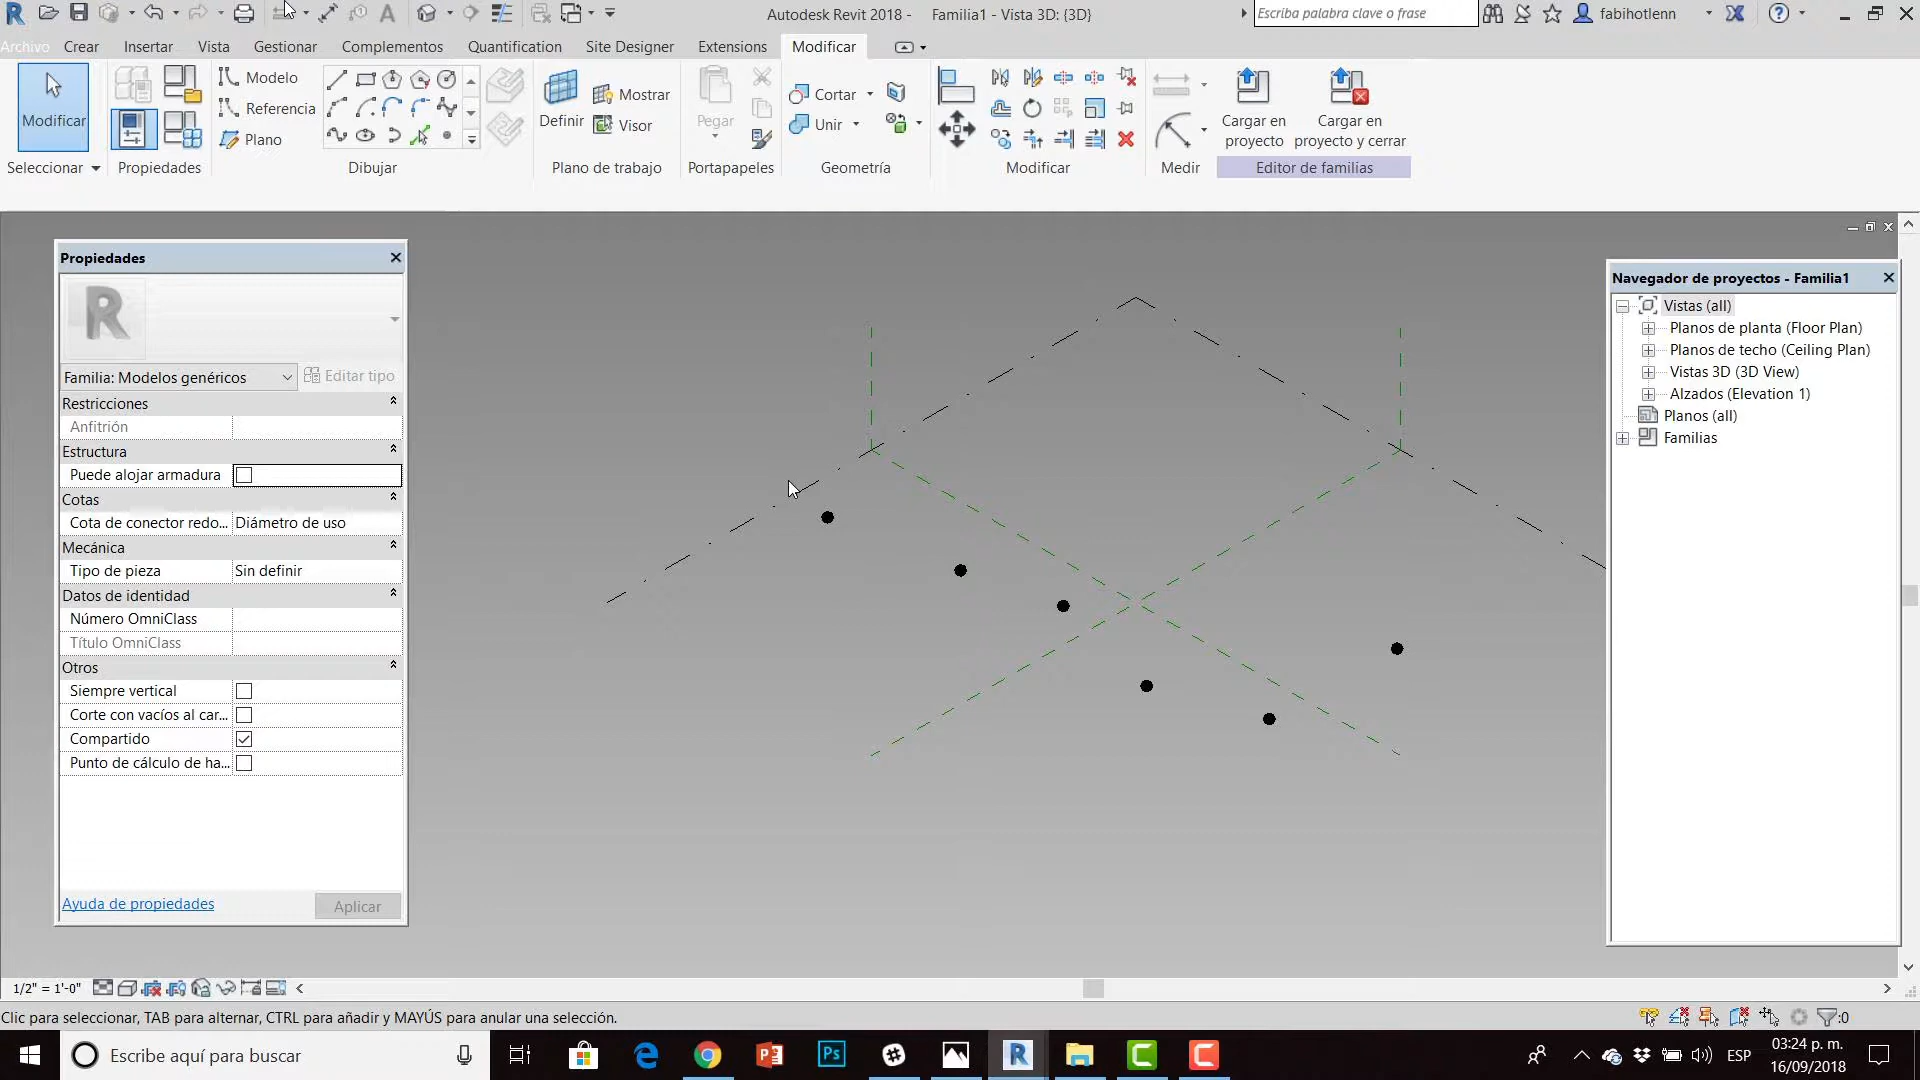 Autodesk Revit 2018 - Familia1 - Vista 3D: {3D}
Escriba palabra clave o frase
fabihotlenn
Archivo Crear Insertar Vista Gestionar Complementos Quantification Site Designer Extensions Modificar
Modificar
Seleccionar
Propiedades
Modelo
Referencia
Plano
Dibujar
Definir
Mostrar
Visor
Plano de trabajo
Pegar
Portapapeles
Cortar
Unir
Geometría
Modificar
Medir
Cargar en
proyecto
Cargar en
proyecto y cerrar
Editor de familias
Propiedades
R
Familia: Modelos genéricos
Editar tipo
Restricciones
Anfitrión
Estructura
Puede alojar armadura
Cotas
Cota de conector redo... Diámetro de uso
Mecánica
Tipo de pieza Sin definir
Datos de identidad
Número OmniClass
Título OmniClass
Otros
Siempre vertical
Corte con vacíos al car...
Compartido
Punto de cálculo de ha...
Ayuda de propiedades
Aplicar
Navegador de proyectos - Familia1
Vistas (all)
Planos de planta (Floor Plan)
Planos de techo (Ceiling Plan)
Vistas 3D (3D View)
Alzados (Elevation 1)
Planos (all)
Familias
1/2" = 1'-0"
Clic para seleccionar, TAB para alternar, CTRL para añadir y MAYÚS para anular una selección.
:0
Escribe aquí para buscar
ESP
03:24 p. m.
16/09/2018